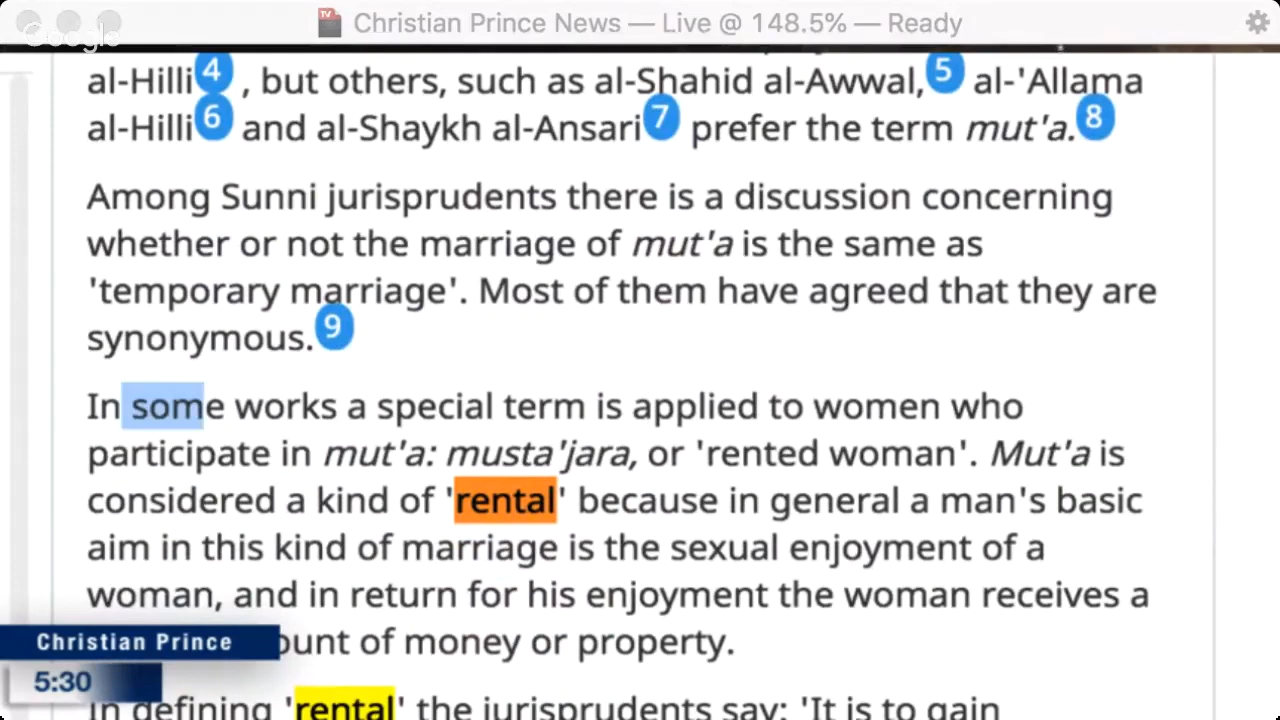 Christian Prince News — Live @ 148.5% — Ready
Google
al-Hilli 4 , but others, such as al-Shahid al-Awwal, 5 al-'Allama
al-Hilli 6 and al-Shaykh al-Ansari 7 prefer the term mut'a. 8
Among Sunni jurisprudents there is a discussion concerning
whether or not the marriage of mut'a is the same as
'temporary marriage'. Most of them have agreed that they are
synonymous. 9
In some works a special term is applied to women who
participate in mut'a: musta'jara, or 'rented woman'. Mut'a is
considered a kind of 'rental' because in general a man's basic
aim in this kind of marriage is the sexual enjoyment of a
woman, and in return for his enjoyment the woman receives a
of money or property.
In defining 'rental' the jurisprudents say: 'It is to gain
Christian Prince
5:30